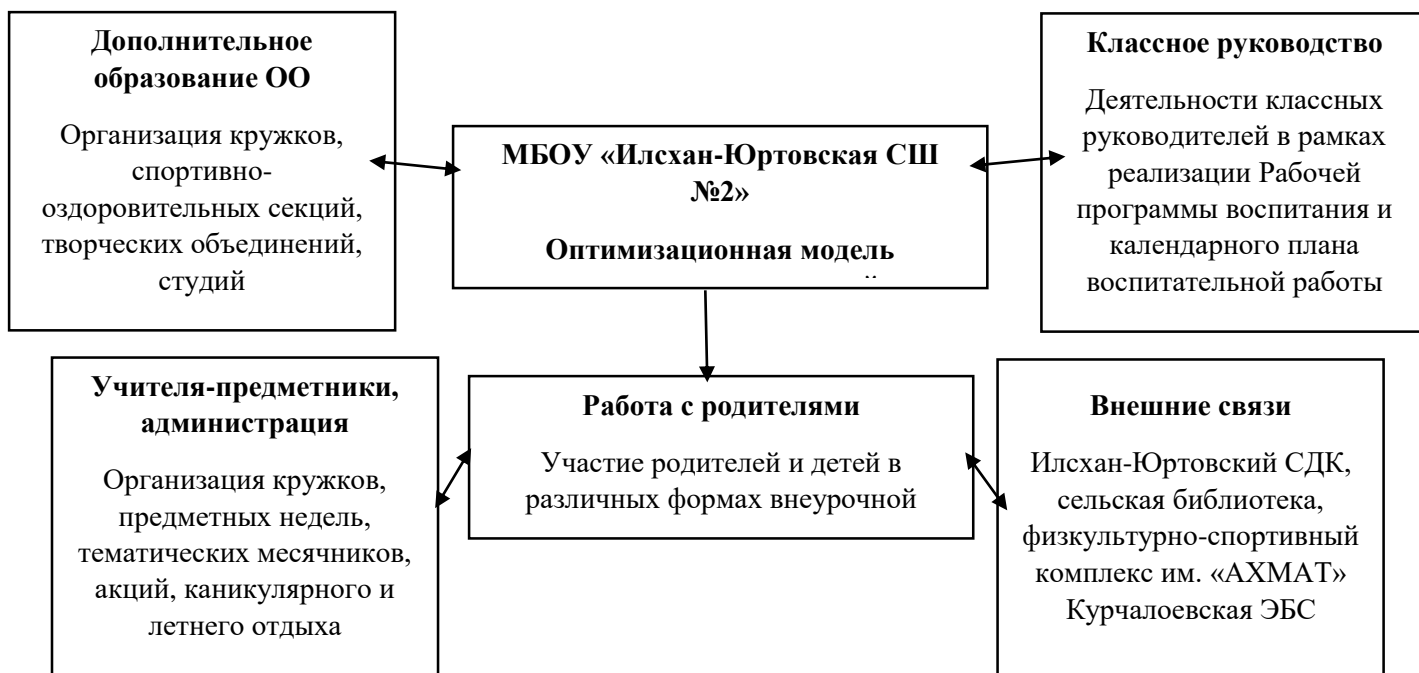 Дополнительное
образование ОО
Организация кружков,
спортивно-
оздоровительных секций,
творческих объединений,
студий
МБОУ «Илсхан-Юртовская СШ
№2»
Оптимизационная модель
Классное руководство
Деятельности классных
руководителей в рамках
реализации Рабочей
программы воспитания и
календарного плана
воспитательной работы
Учителя-предметники,
администрация
Организация кружков,
предметных недель,
тематических месячников,
акций, каникулярного и
летнего отдыха
Работа с родителями
Участие родителей и детей в
различных формах внеурочной
Внешние связи
Илсхан-Юртовский СДК,
сельская библиотека,
физкультурно-спортивный
комплекс им. «АХМАТ»
Курчалоевская ЭБС